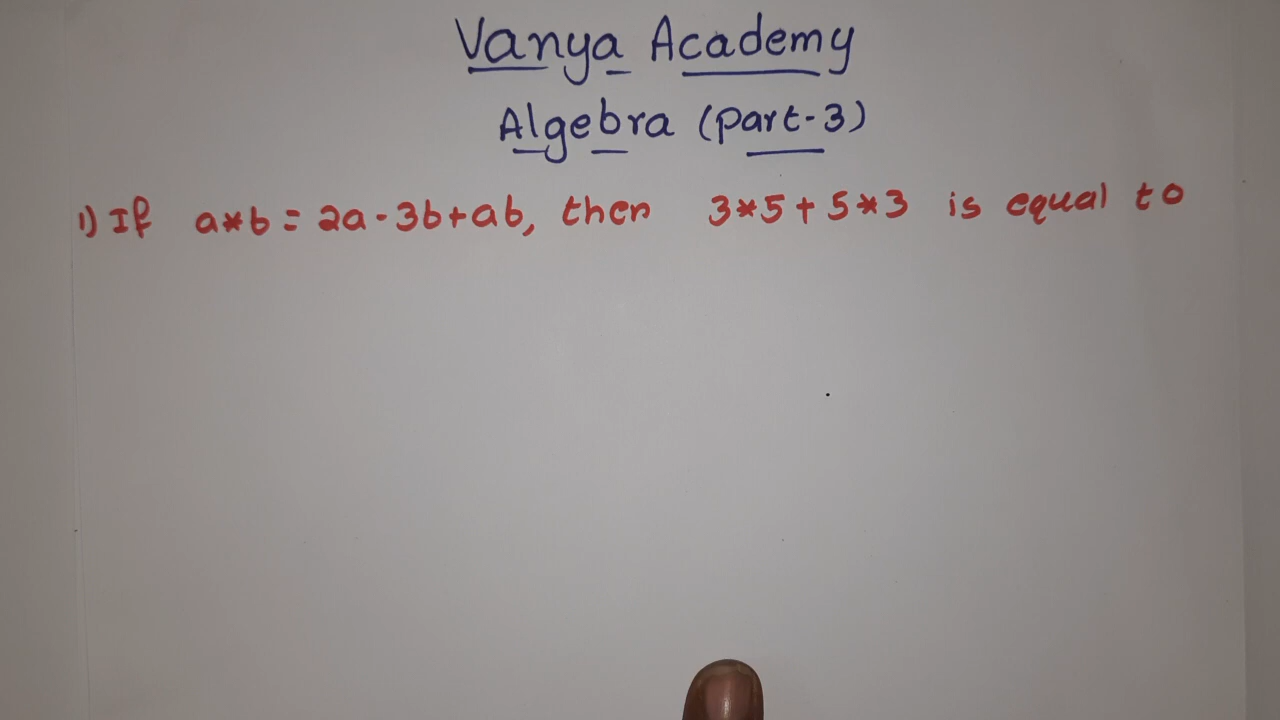 Vanya Academy
Algebra (Part-3)
1) If a*b = 2a-3b+ab, then 3*5+5*3 is equal to